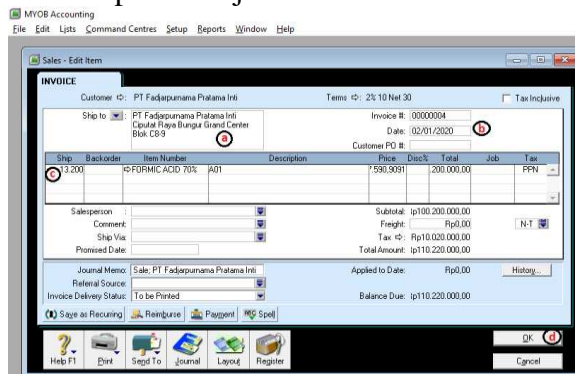 MYOB Accounting
File Edit Lists Command Centres Setup Reports Window Help
Sales - Edit Item
INVOICE
Customer : PT Fadjarpurnama Pratama Inti Terms : 2% 10 Net 30 Tax Inclusive
Ship to : PT Fadjarpurnama Pratama Inti Invoice #: 00000004
Ciputat Raya Bungur Grand Center Date: 02/01/2020 b
Blok C8-9 a Customer PO #:
Ship Backorder Item Number Description Price Disc% Total Job Tax
c 13.200 FORMIC ACID 70% A01 ?.590,9091 .200.000,00 PPN
Salesperson : Subtotal: Ip100.200.000,00
Comment: Freight: Rp0,00 N-T
Ship Via: Tax : Rp10.020.000,00
Promised Date: Total Amount: Ip110.220.000,00
Journal Memo: Sale; PT Fadjarpurnama Pratama Inti Applied to Date: Rp0,00 History...
Referral Source:
Invoice Delivery Status: To be Printed Balance Due: Ip110.220.000,00
Save as Recurring Reimburse Payment Spell
OK d
Help F1 Print Send To Journal Layout Register Cancel